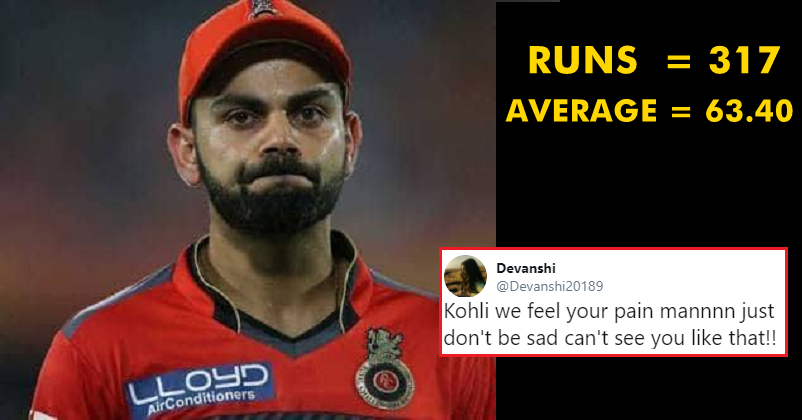 RUNS = 317
AVERAGE = 63.40
Devanshi
@Devanshi20189
Kohli we feel your pain mannnn just
don't be sad can't see you like that!!
LLOYD
AirConditioners